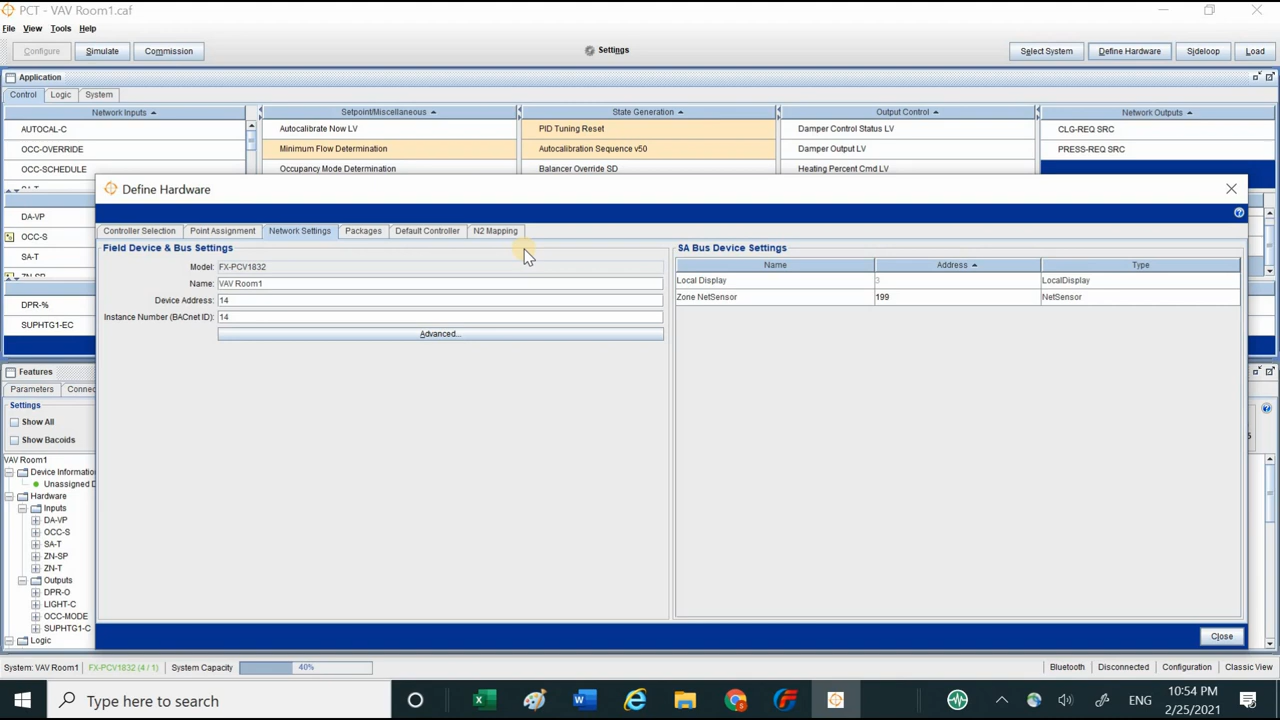 PCT - VAV Room1.caf
File View Tools Help
Configure Simulate Commission Settings Select System Define Hardware Sideloop Load
Application
Control Logic System
Network Inputs Setpoint/Miscellaneous State Generation Output Control Network Outputs
AUTOCAL-C Autocalibrate Now LV PID Tuning Reset Damper Control Status LV CLG-REQ SRC
OCC-OVERRIDE Minimum Flow Determination Autocalibration Sequence v50 Damper Output LV PRESS-REQ SRC
OCC-SCHEDULE Occupancy Mode Determination Balancer Override SD Heating Percent Cmd LV
SA-T
DA-VP
OCC-S
SA-T
ZN-SP
DPR-%
SUPHTG1-EC
Define Hardware
Controller Selection Point Assignment Network Settings Packages Default Controller N2 Mapping
Field Device & Bus Settings
Model: FX-PCV1832
Name: VAV Room1
Device Address: 14
Instance Number (BACnet ID): 14
Advanced...
SA Bus Device Settings
Name Address Type
Local Display 3 LocalDisplay
Zone NetSensor 199 NetSensor
Close
Features
Parameters Connec
Settings
Show All
Show Bacoids
5
VAV Room1
Device Informatio
Unassigned D
Hardware
Inputs
DA-VP
OCC-S
SA-T
ZN-SP
ZN-T
Outputs
DPR-O
LIGHT-C
OCC-MODE
SUPHTG1-C
Logic
System: VAV Room1 FX-PCV1832 (4 / 1) System Capacity 40% Bluetooth Disconnected Configuration Classic View
Type here to search
ENG
10:54 PM
2/25/2021